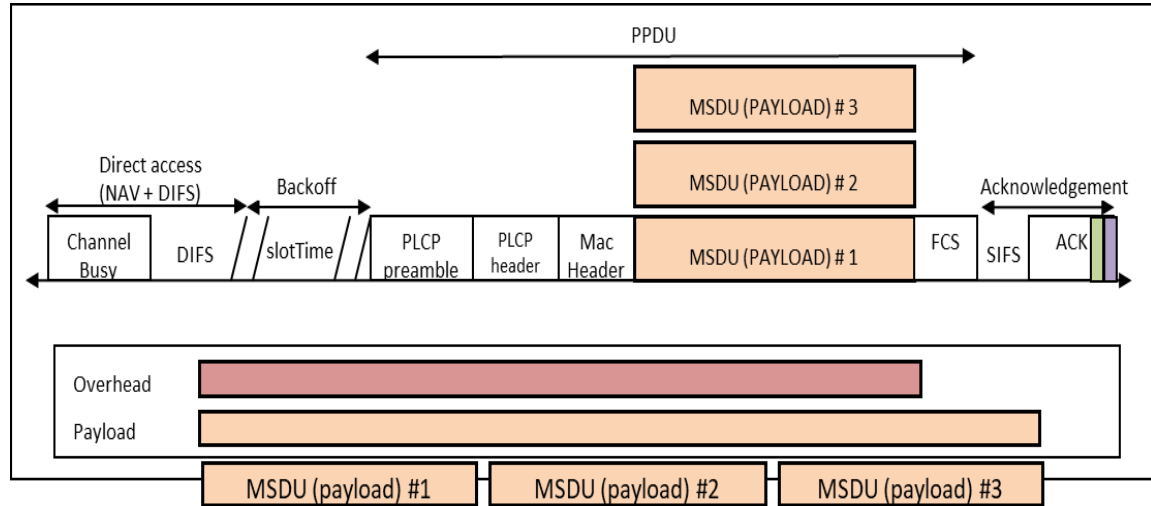 PPDU
MSDU (PAYLOAD) # 3
MSDU (PAYLOAD) # 2
Direct access
(NAV + DIFS)
Backoff
Acknowledgement
Channel
Busy
DIFS
slotTime
PLCP
preamble
PLCP
header
Mac
Header
MSDU (PAYLOAD) # 1
FCS
SIFS
ACK
Overhead
Payload
MSDU (payload) #1
MSDU (payload) #2
MSDU (payload) #3